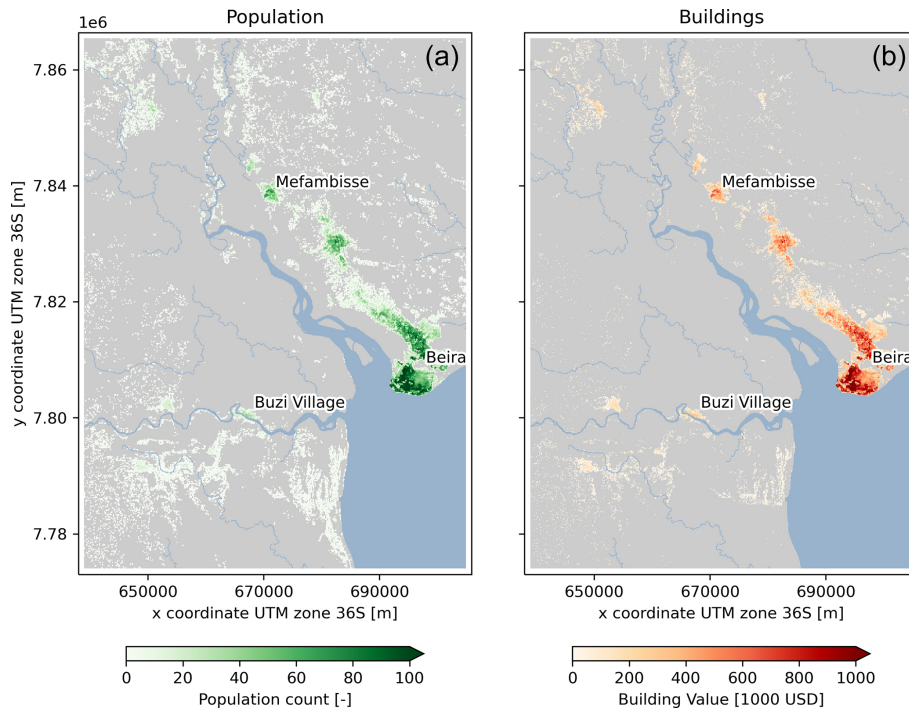 Population
Buildings
1e6
(a)
(b)
7.86
7.84
7.82
7.80
7.78
y coordinate UTM zone 36S [m]
Mefambisse
Beira
Buzi Village
Mefambisse
Beira
Buzi Village
650000 670000 690000
650000 670000 690000
x coordinate UTM zone 36S [m]
x coordinate UTM zone 36S [m]
0 20 40 60 80 100
Population count [-]
0 200 400 600 800 1000
Building Value [1000 USD]